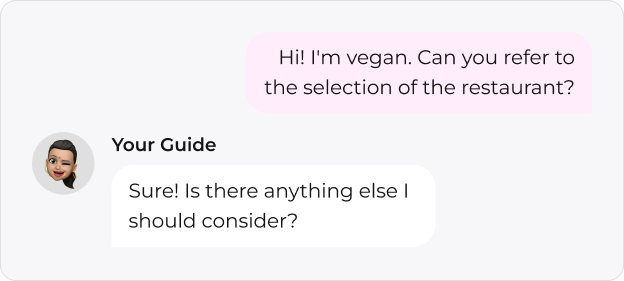 Hi! I'm vegan. Can you refer to
the selection of the restaurant?
Your Guide
Sure! Is there anything else I
should consider?